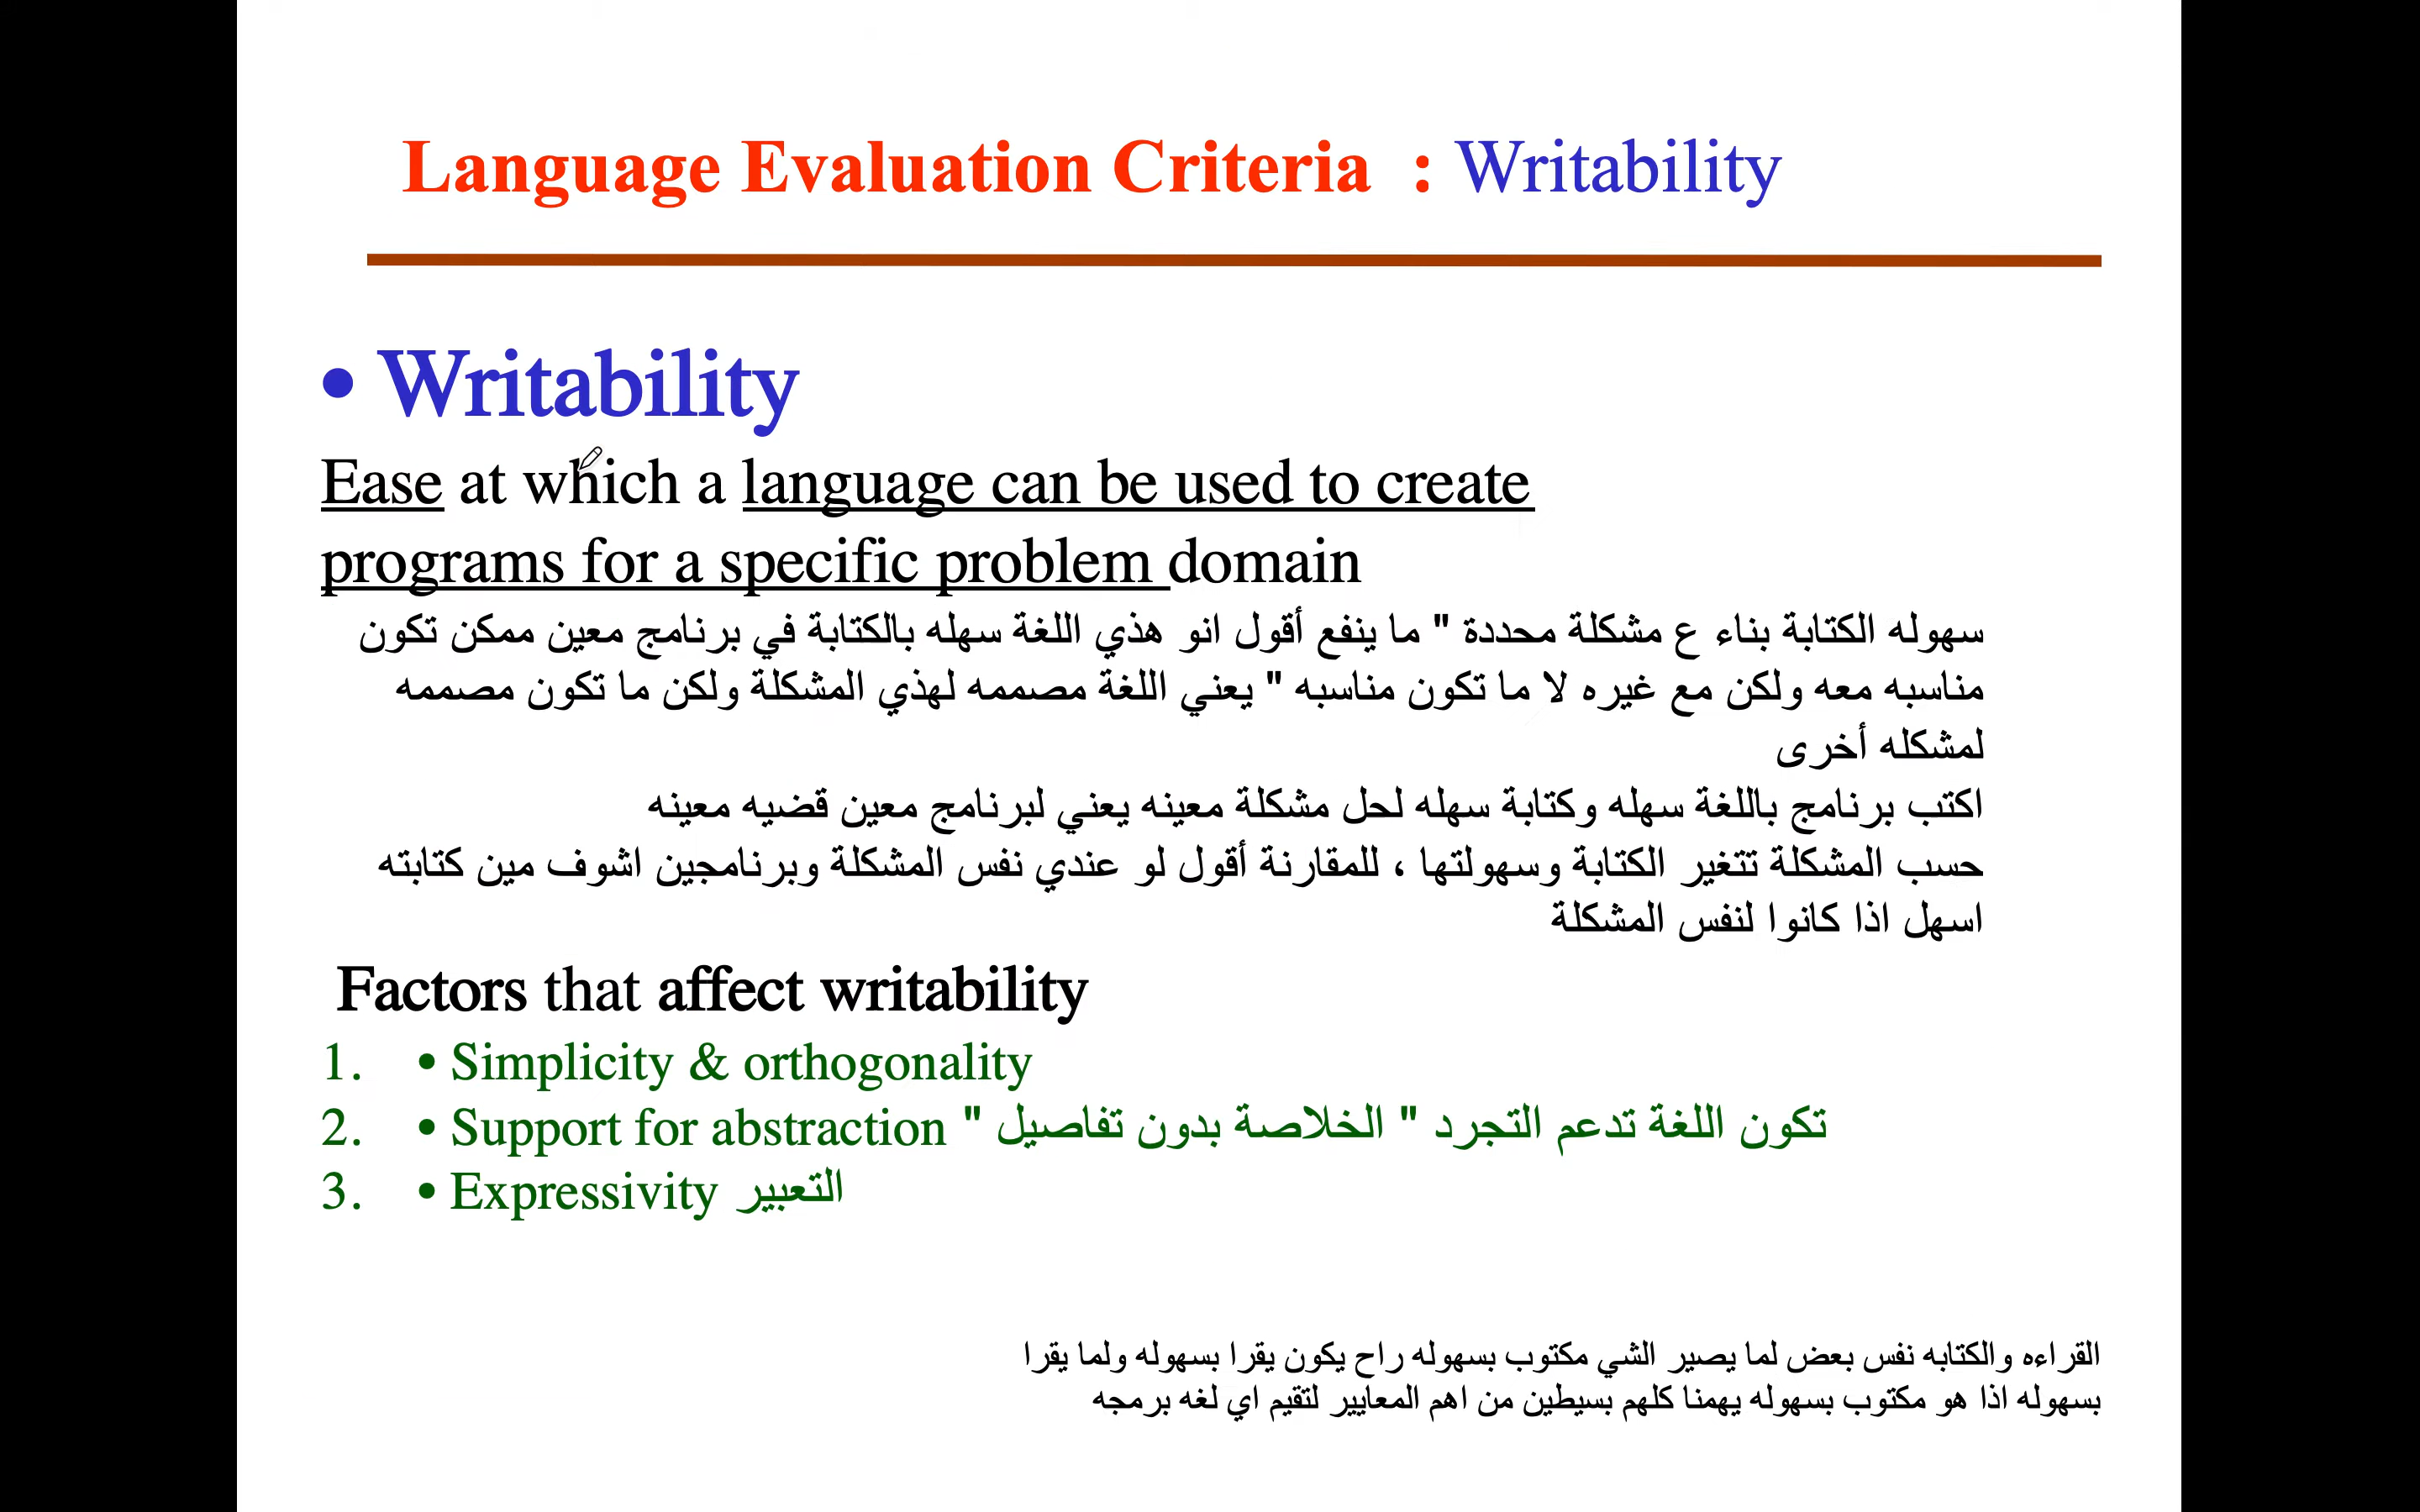 Language Evaluation Criteria : Writability
• Writability
Ease at which a language can be used to create
programs for a specific problem domain
سهوله الكتابة بناء ع مشكلة محددة " ما ينفع أقول انو هذي اللغة سهله بالكتابة في برنامج معين ممكن تكون
مناسبه معه ولكن مع غيره لا ما تكون مناسبه " يعني اللغة مصممه لهذي المشكلة ولكن ما تكون مصممه
لمشكله أخرى
اكتب برنامج باللغة سهله وكتابة سهله لحل مشكلة معينه يعني لبرنامج معين قضيه معينه
حسب المشكلة تتغير الكتابة وسهولتها ، للمقارنة أقول لو عندي نفس المشكلة وبرنامجين اشوف مين كتابته
اسهل اذا كانوا لنفس المشكلة
Factors that affect writability
1. • Simplicity & orthogonality
2. • Support for abstraction " تكون اللغة تدعم التجرد " الخلاصة بدون تفاصيل
3. • Expressivity التعبير
القراءه والكتابه نفس بعض لما يصير الشي مكتوب بسهوله راح يكون يقرا بسهوله ولما يقرا
بسهوله اذا هو مكتوب بسهوله يهمنا كلهم بسيطين من اهم المعايير لتقيم اي لغه برمجه